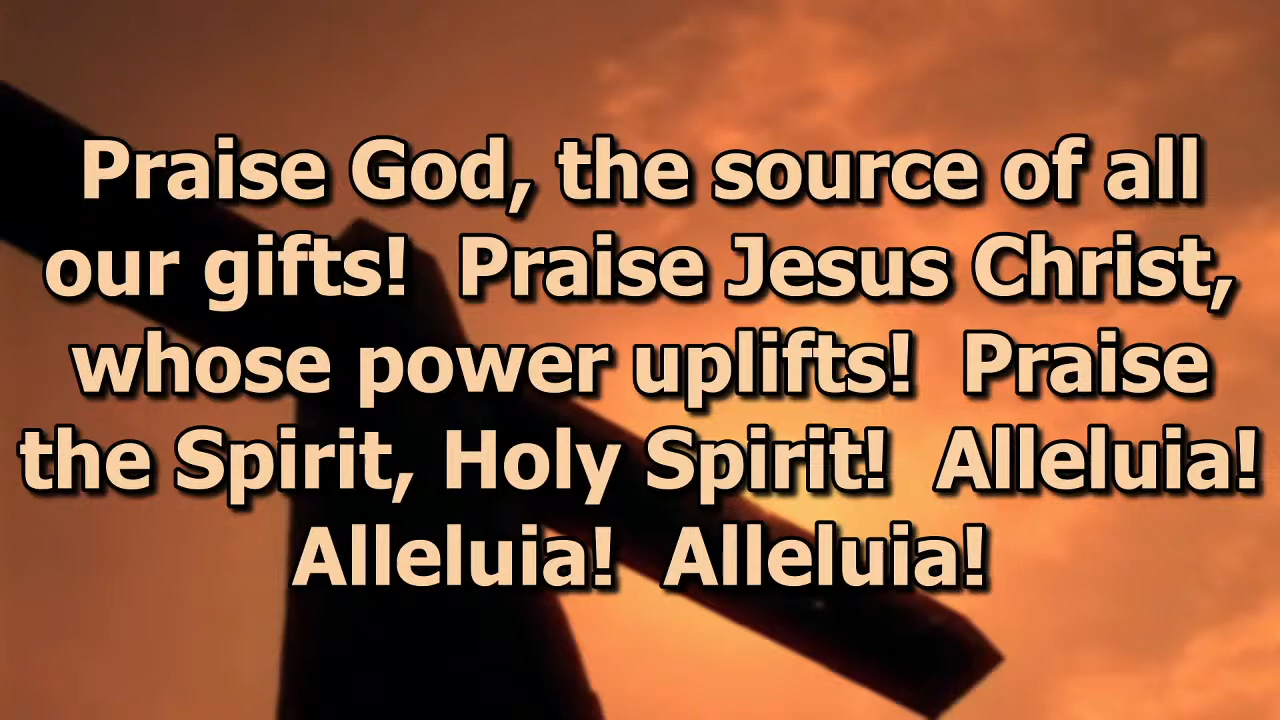 Praise God, the source of all
our gifts!  Praise Jesus Christ,
whose power uplifts!  Praise
the Spirit, Holy Spirit!  Alleluia!
Alleluia!  Alleluia!